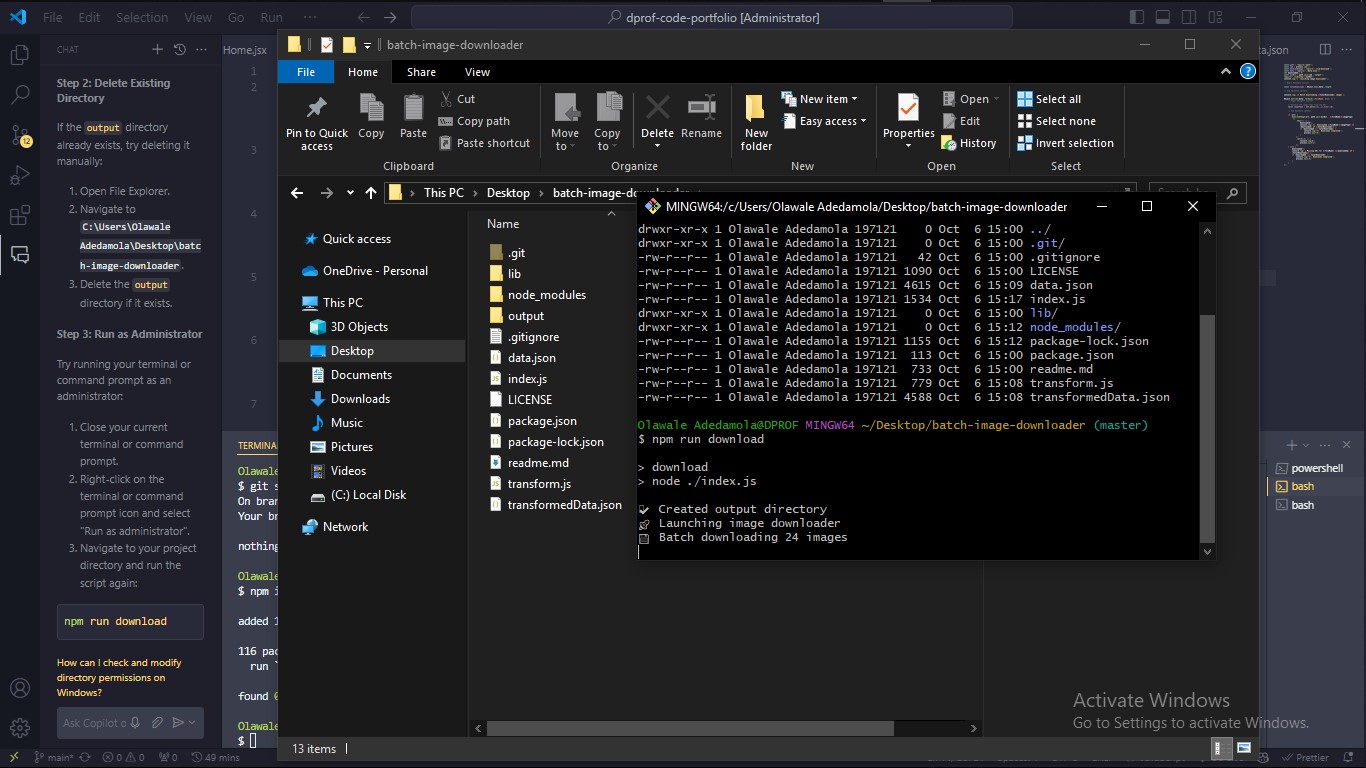 File Edit Selection View Go Run ···
dprof-code-portfolio [Administrator]
CHAT
Home.jsx
Step 2: Delete Existing
Directory
If the output directory
already exists, try deleting it
manually:
1. Open File Explorer.
2. Navigate to
C:\Users\Olawale
Adedamola\Desktop\batc
h-image-downloader.
3. Delete the output
directory if it exists.
Step 3: Run as Administrator
Try running your terminal or
command prompt as an
administrator:
1. Close your current
terminal or command
prompt.
2. Right-click on the
terminal or command
prompt icon and select
"Run as administrator".
3. Navigate to your project
directory and run the
script again:
npm run download
How can I check and modify
directory permissions on
Windows?
Ask Copilot o
12
1
2
3
4
5
6
7
TERMINA
Olawale
$ git s
On bran
Your br
nothing
Olawale
$ npm i
added 1
116 pac
run `
found 0
Olawale
$
main* 0 0 0 49 mins
batch-image-downloader
File Home Share View
Pin to Quick
access
Copy
Paste
Cut
Copy path
Paste shortcut
Clipboard
Move
to
Copy
to
Delete
Rename
Organize
New
folder
New item
Easy access
New
Properties
Open
Edit
History
Open
Select all
Select none
Invert selection
Select
This PC > Desktop > batch-image-downloader
Quick access
OneDrive - Personal
This PC
3D Objects
Desktop
Documents
Downloads
Music
Pictures
Videos
(C:) Local Disk
Network
Name
.git
lib
node_modules
output
.gitignore
data.json
index.js
LICENSE
package.json
package-lock.json
readme.md
transform.js
transformedData.json
13 items
MINGW64:/c/Users/Olawale Adedamola/Desktop/batch-image-downloader
drwxr-xr-x 1 Olawale Adedamola 197121 0 Oct 6 15:00 ../
drwxr-xr-x 1 Olawale Adedamola 197121 0 Oct 6 15:00 .git/
-rw-r--r-- 1 Olawale Adedamola 197121 42 Oct 6 15:00 .gitignore
-rw-r--r-- 1 Olawale Adedamola 197121 1090 Oct 6 15:00 LICENSE
-rw-r--r-- 1 Olawale Adedamola 197121 4615 Oct 6 15:09 data.json
-rw-r--r-- 1 Olawale Adedamola 197121 1534 Oct 6 15:17 index.js
drwxr-xr-x 1 Olawale Adedamola 197121 0 Oct 6 15:00 lib/
drwxr-xr-x 1 Olawale Adedamola 197121 0 Oct 6 15:12 node_modules/
-rw-r--r-- 1 Olawale Adedamola 197121 1155 Oct 6 15:12 package-lock.json
-rw-r--r-- 1 Olawale Adedamola 197121 113 Oct 6 15:00 package.json
-rw-r--r-- 1 Olawale Adedamola 197121 733 Oct 6 15:00 readme.md
-rw-r--r-- 1 Olawale Adedamola 197121 779 Oct 6 15:08 transform.js
-rw-r--r-- 1 Olawale Adedamola 197121 4588 Oct 6 15:08 transformedData.json
Olawale Adedamola@DPROF MINGW64 ~/Desktop/batch-image-downloader (master)
$ npm run download
> download
> node ./index.js
Created output directory
Launching image downloader
Batch downloading 24 images
ta.json
powershell
bash
bash
Activate Windows
Go to Settings to activate Windows.
Prettier